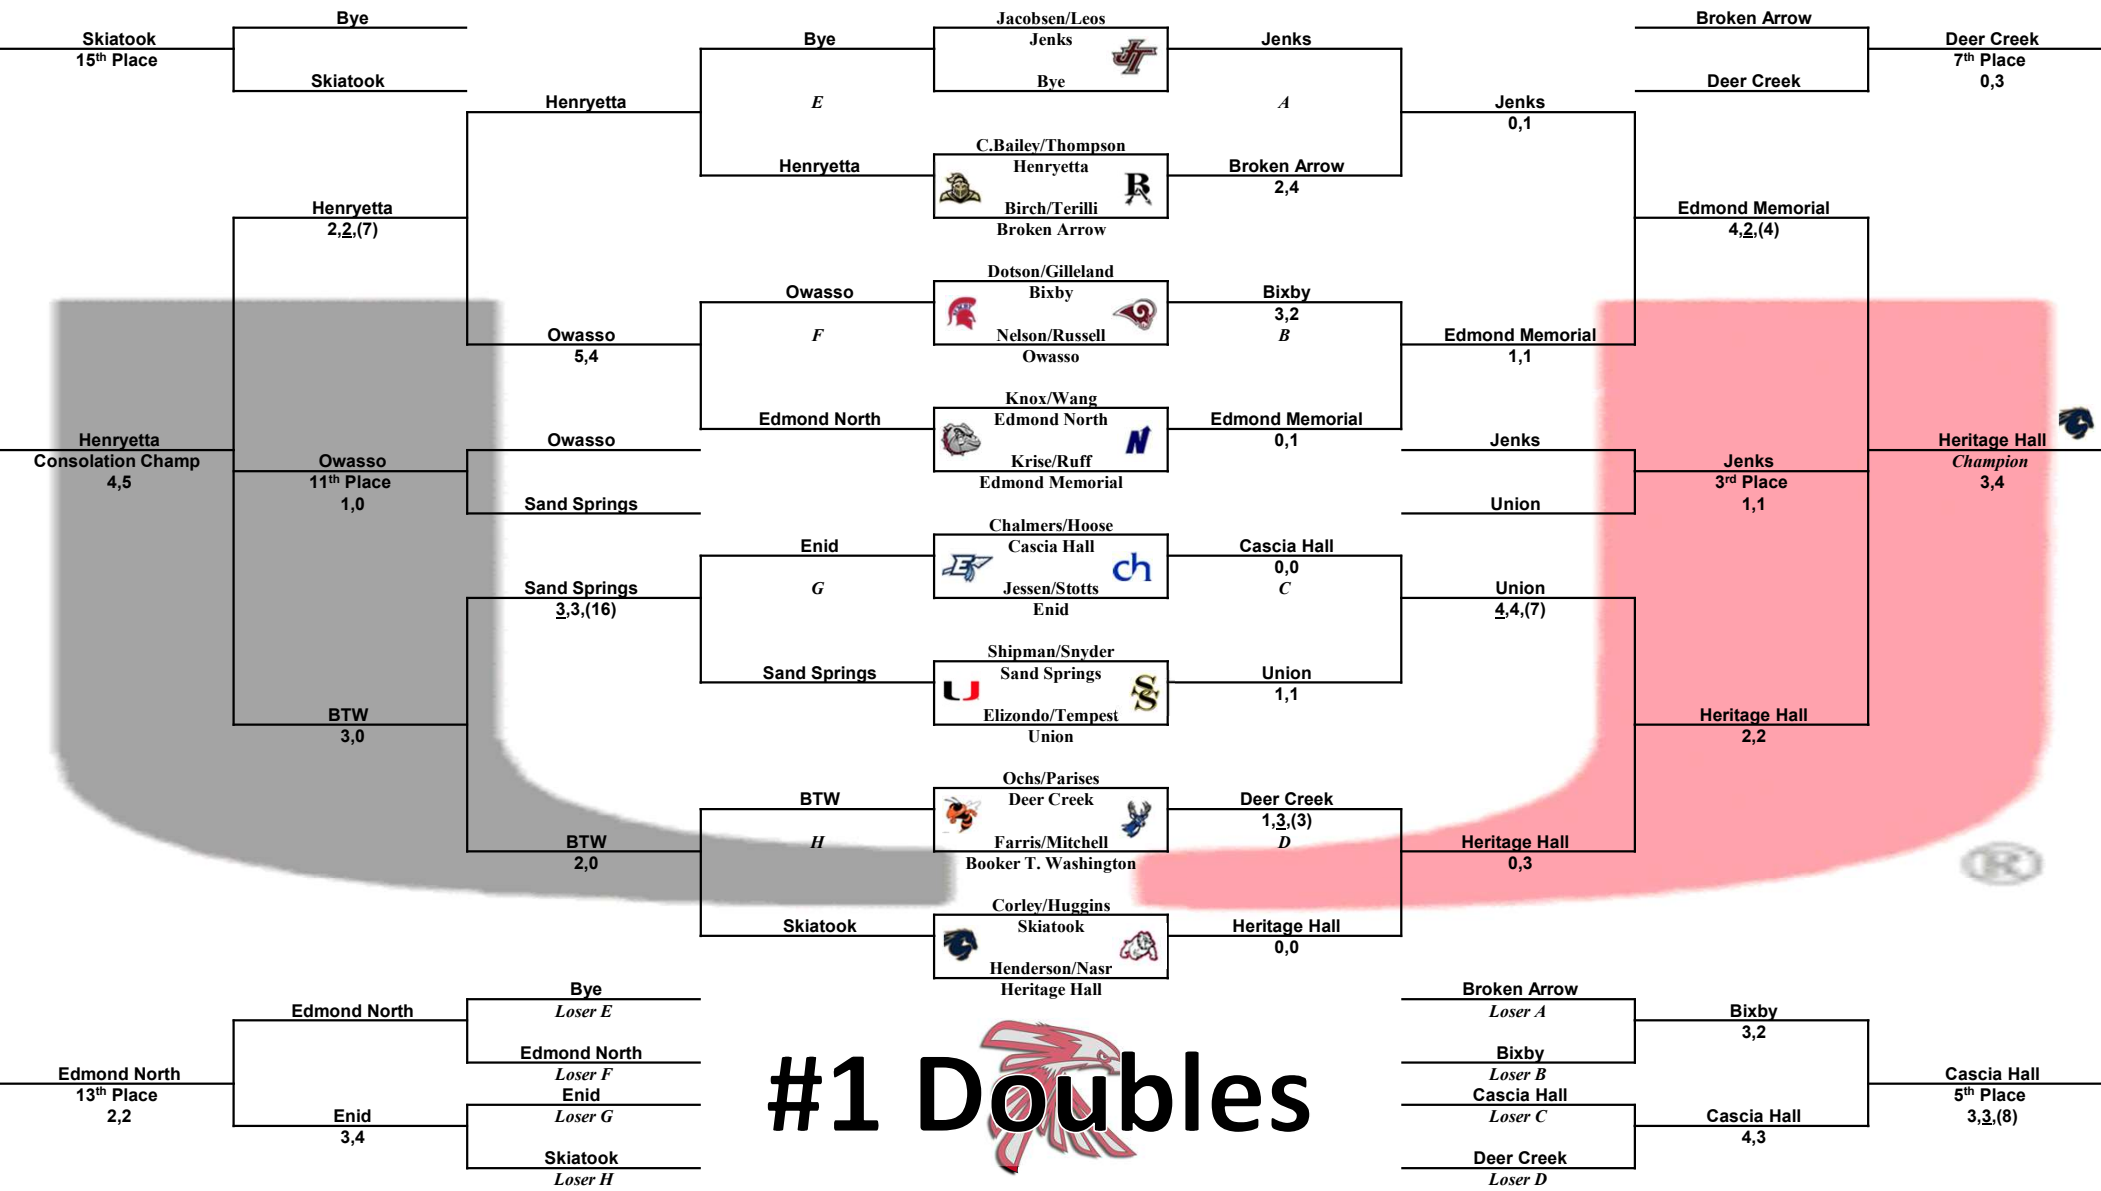 Bye
Skiatook
15th Place
Skiatook
Henryetta
2,2,(7)
Henryetta
Consolation Champ
4,5
Owasso
11th Place
1,0
BTW
3,0
Henryetta
Owasso
5,4
Owasso
Sand Springs
Sand Springs
3,3,(16)
BTW
2,0
Bye
E
Henryetta
Owasso
F
Edmond North
Enid
G
Sand Springs
BTW
H
Skiatook
Jacobsen/Leos
Jenks
JT
Bye
C.Bailey/Thompson
Henryetta
BA
Birch/Terilli
Broken Arrow
Dotson/Gilleland
Bixby
Nelson/Russell
Owasso
Knox/Wang
Edmond North
N
Krise/Ruff
Edmond Memorial
Chalmers/Hoose
Cascia Hall
E
ch
Jessen/Stotts
Enid
Shipman/Snyder
Sand Springs
U
SS
Elizondo/Tempest
Union
Ochs/Parises
Deer Creek
Farris/Mitchell
Booker T. Washington
Corley/Huggins
Skiatook
Henderson/Nasr
Heritage Hall
Jenks
A
Broken Arrow
2,4
Bixby
3,2
B
Edmond Memorial
0,1
Cascia Hall
0,0
C
Union
1,1
Deer Creek
1,3,(3)
D
Heritage Hall
0,0
Jenks
0,1
Edmond Memorial
1,1
Jenks
Union
Union
4,4,(7)
Heritage Hall
0,3
Broken Arrow
Deer Creek
Deer Creek
7th Place
0,3
Edmond Memorial
4,2,(4)
Jenks
3rd Place
1,1
Heritage Hall
2,2
Heritage Hall
Champion
3,4
®
Bye
Loser E
Edmond North
Edmond North
Loser F
Edmond North
13th Place
2,2
Enid
Loser G
Enid
3,4
Skiatook
Loser H
#1 Doubles
Broken Arrow
Loser A
Bixby
3,2
Bixby
Loser B
Cascia Hall
5th Place
3,3,(8)
Cascia Hall
Loser C
Cascia Hall
4,3
Deer Creek
Loser D